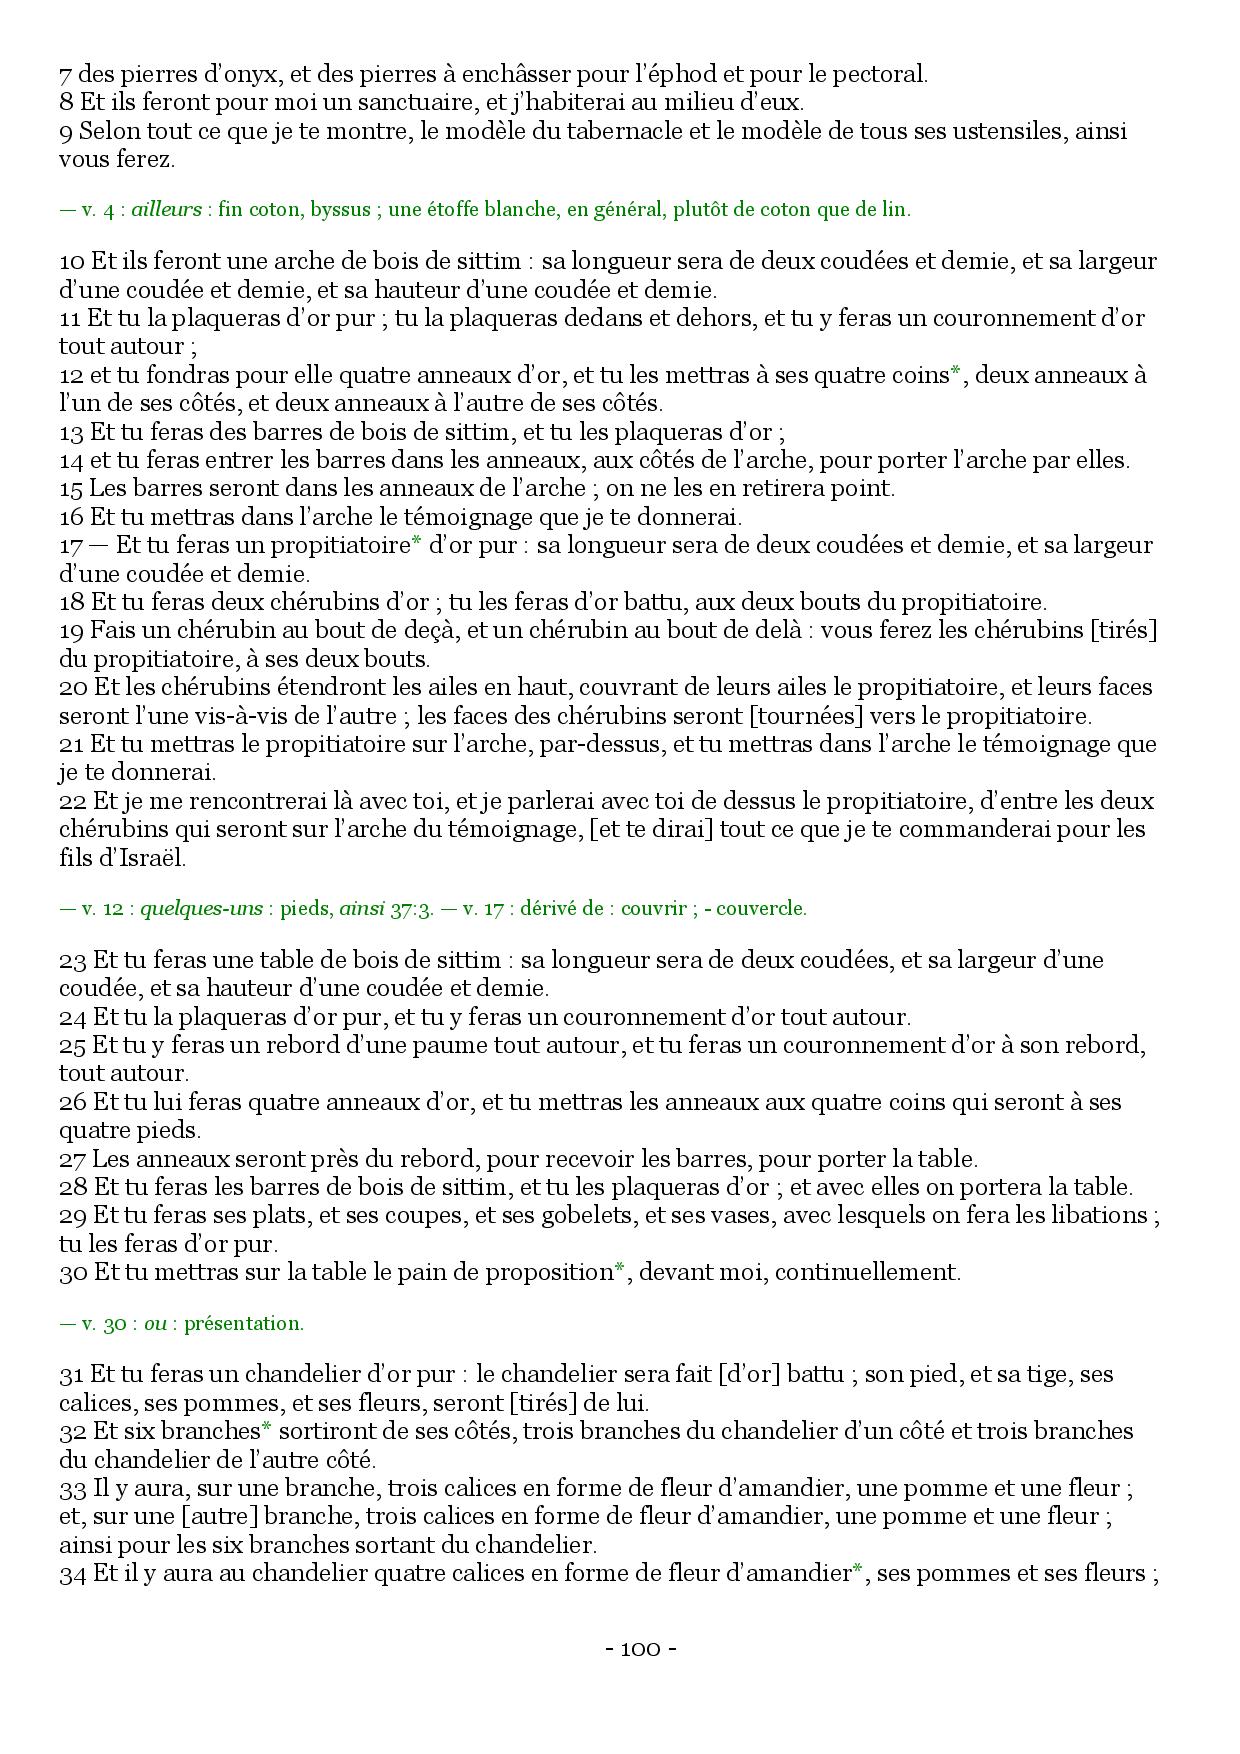 7 des pierres d’onyx, et des pierres à enchâsser pour l’éphod et pour le pectoral.
8 Et ils feront pour moi un sanctuaire, et j’habiterai au milieu d’eux.
9 Selon tout ce que je te montre, le modèle du tabernacle et le modèle de tous ses ustensiles, ainsi
vous ferez.
— v. 4 : ailleurs : fin coton, byssus ; une étoffe blanche, en général, plutôt de coton que de lin.
10 Et ils feront une arche de bois de sittim : sa longueur sera de deux coudées et demie, et sa largeur
d’une coudée et demie, et sa hauteur d’une coudée et demie.
11 Et tu la plaqueras d’or pur ; tu la plaqueras dedans et dehors, et tu y feras un couronnement d’or
tout autour ;
12 et tu fondras pour elle quatre anneaux d’or, et tu les mettras à ses quatre coins*, deux anneaux à
l’un de ses côtés, et deux anneaux à l’autre de ses côtés.
13 Et tu feras des barres de bois de sittim, et tu les plaqueras d’or ;
14 et tu feras entrer les barres dans les anneaux, aux côtés de l’arche, pour porter l’arche par elles.
15 Les barres seront dans les anneaux de l’arche ; on ne les en retirera point.
16 Et tu mettras dans l’arche le témoignage que je te donnerai.
17 — Et tu feras un propitiatoire* d’or pur : sa longueur sera de deux coudées et demie, et sa largeur
d’une coudée et demie.
18 Et tu feras deux chérubins d’or ; tu les feras d’or battu, aux deux bouts du propitiatoire.
19 Fais un chérubin au bout de deçà, et un chérubin au bout de delà : vous ferez les chérubins [tirés]
du propitiatoire, à ses deux bouts.
20 Et les chérubins étendront les ailes en haut, couvrant de leurs ailes le propitiatoire, et leurs faces
seront l’une vis-à-vis de l’autre ; les faces des chérubins seront [tournées] vers le propitiatoire.
21 Et tu mettras le propitiatoire sur l’arche, par-dessus, et tu mettras dans l’arche le témoignage que
je te donnerai.
22 Et je me rencontrerai là avec toi, et je parlerai avec toi de dessus le propitiatoire, d’entre les deux
chérubins qui seront sur l’arche du témoignage, [et te dirai] tout ce que je te commanderai pour les
fils d’Israël.
— v. 12 : quelques-uns : pieds, ainsi 37:3. — v. 17 : dérivé de : couvrir ; - couvercle.
23 Et tu feras une table de bois de sittim : sa longueur sera de deux coudées, et sa largeur d’une
coudée, et sa hauteur d’une coudée et demie.
24 Et tu la plaqueras d’or pur, et tu y feras un couronnement d’or tout autour.
25 Et tu y feras un rebord d’une paume tout autour, et tu feras un couronnement d’or à son rebord,
tout autour.
26 Et tu lui feras quatre anneaux d’or, et tu mettras les anneaux aux quatre coins qui seront à ses
quatre pieds.
27 Les anneaux seront près du rebord, pour recevoir les barres, pour porter la table.
28 Et tu feras les barres de bois de sittim, et tu les plaqueras d’or ; et avec elles on portera la table.
29 Et tu feras ses plats, et ses coupes, et ses gobelets, et ses vases, avec lesquels on fera les libations ;
tu les feras d’or pur.
30 Et tu mettras sur la table le pain de proposition*, devant moi, continuellement.
— v. 30 : ou : présentation.
31 Et tu feras un chandelier d’or pur : le chandelier sera fait [d’or] battu ; son pied, et sa tige, ses
calices, ses pommes, et ses fleurs, seront [tirés] de lui.
32 Et six branches* sortiront de ses côtés, trois branches du chandelier d’un côté et trois branches
du chandelier de l’autre côté.
33 Il y aura, sur une branche, trois calices en forme de fleur d’amandier, une pomme et une fleur ;
et, sur une [autre] branche, trois calices en forme de fleur d’amandier, une pomme et une fleur ;
ainsi pour les six branches sortant du chandelier.
34 Et il y aura au chandelier quatre calices en forme de fleur d’amandier*, ses pommes et ses fleurs ;
- 100 -